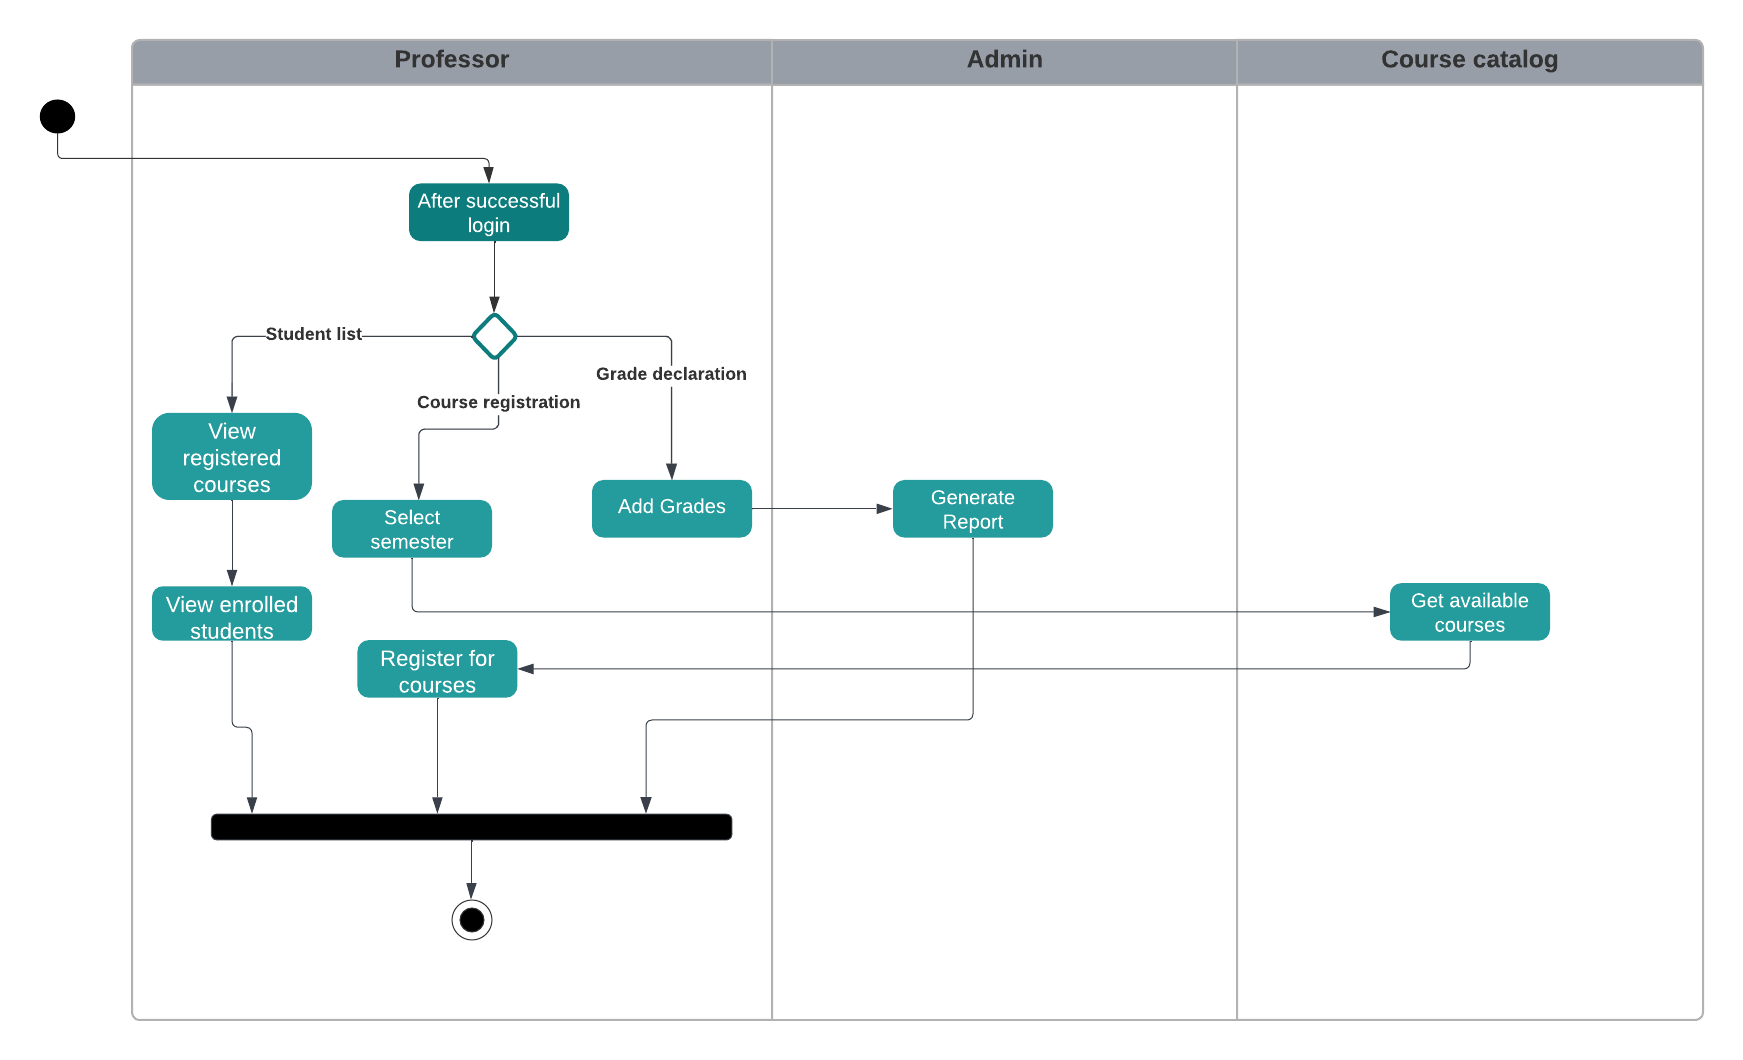 Professor
Admin
Course catalog
After successful
login
Student list
Grade declaration
Course registration
View
registered
courses
Select
semester
Add Grades
Generate
Report
View enrolled
students
Get available
courses
Register for
courses